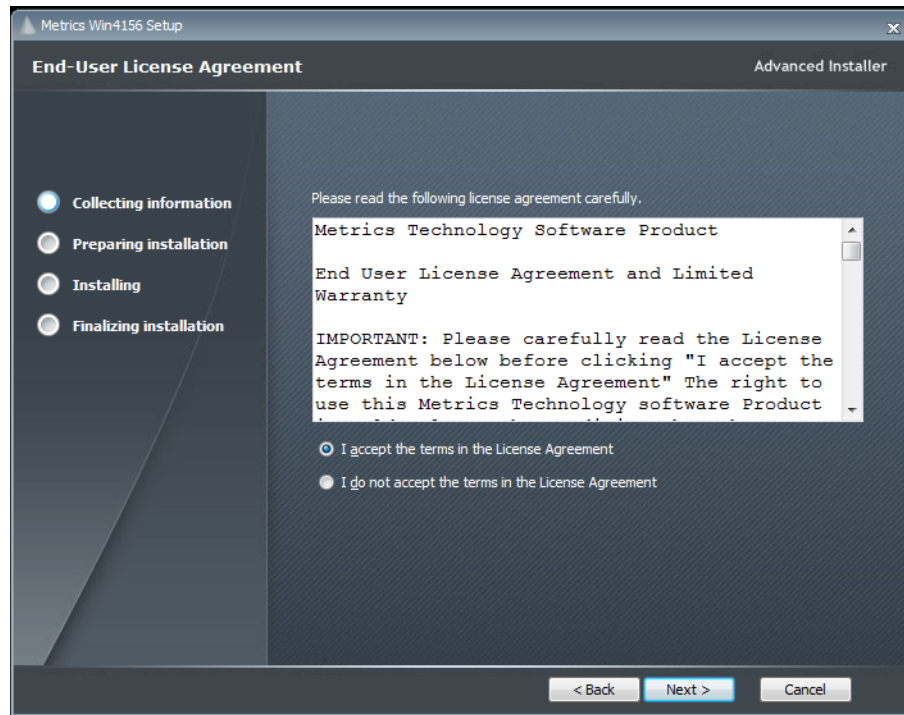 Metrics Win4156 Setup
End-User License Agreement
Advanced Installer
Collecting information
Preparing installation
Installing
Finalizing installation
Please read the following license agreement carefully.
Metrics Technology Software Product
End User License Agreement and Limited
Warranty
IMPORTANT: Please carefully read the License
Agreement below before clicking "I accept the
terms in the License Agreement" The right to
use this Metrics Technology software Product
I accept the terms in the License Agreement
I do not accept the terms in the License Agreement
< Back
Next >
Cancel